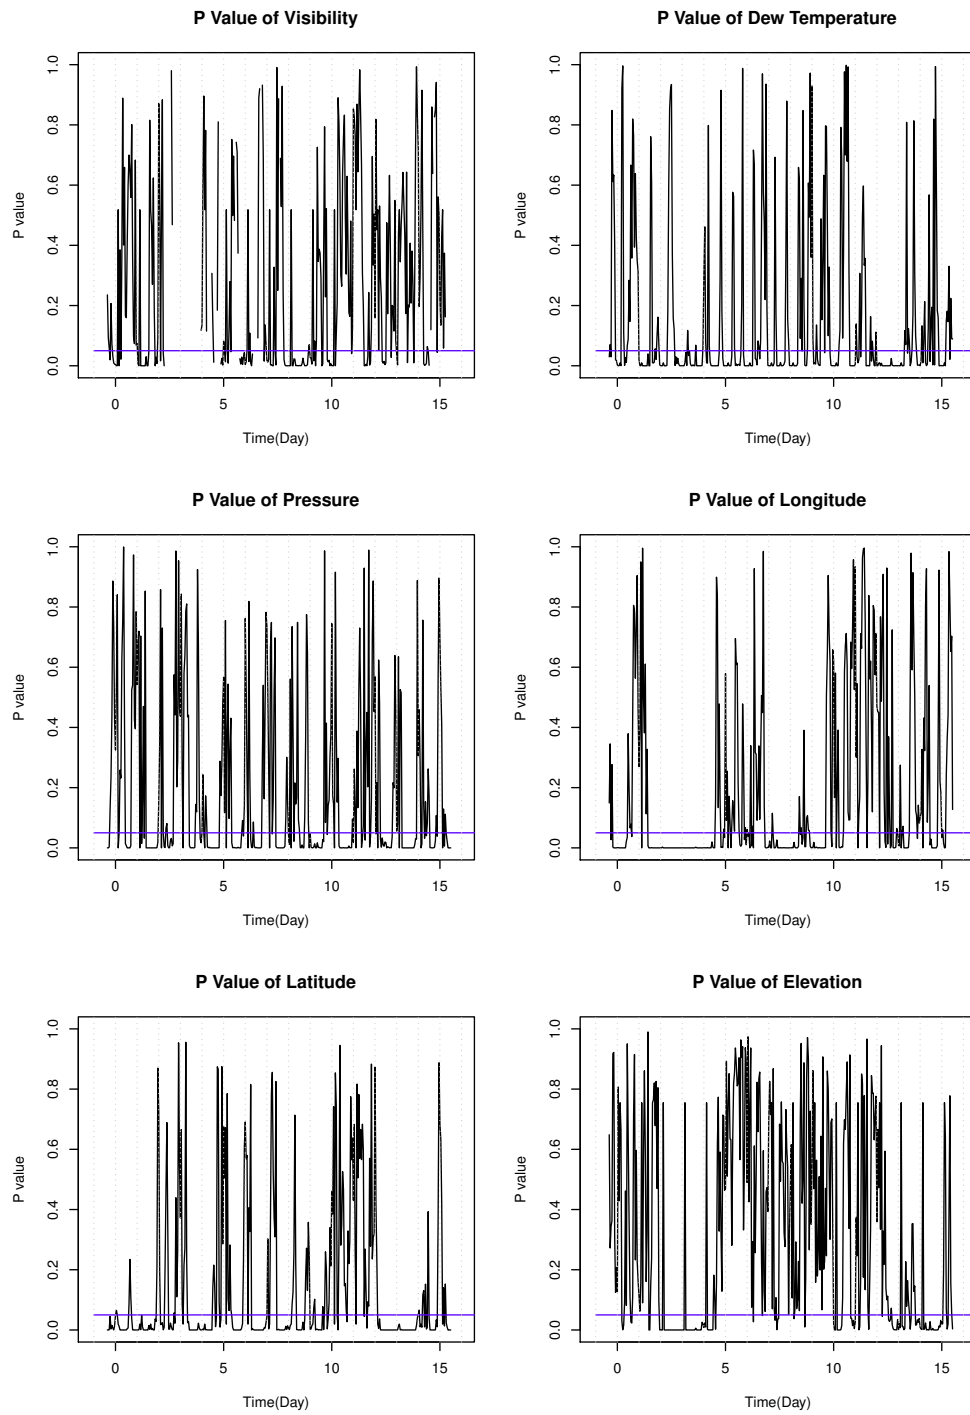 P Value of Visibility
P value
0.0 0.2 0.4 0.6 0.8 1.0
0 5 10 15
Time(Day)
P Value of Dew Temperature
P value
0.0 0.2 0.4 0.6 0.8 1.0
0 5 10 15
Time(Day)
P Value of Pressure
P value
0.0 0.2 0.4 0.6 0.8 1.0
0 5 10 15
Time(Day)
P Value of Longitude
P value
0.0 0.2 0.4 0.6 0.8 1.0
0 5 10 15
Time(Day)
P Value of Latitude
P value
0.0 0.2 0.4 0.6 0.8 1.0
0 5 10 15
Time(Day)
P Value of Elevation
P value
0.0 0.2 0.4 0.6 0.8 1.0
0 5 10 15
Time(Day)